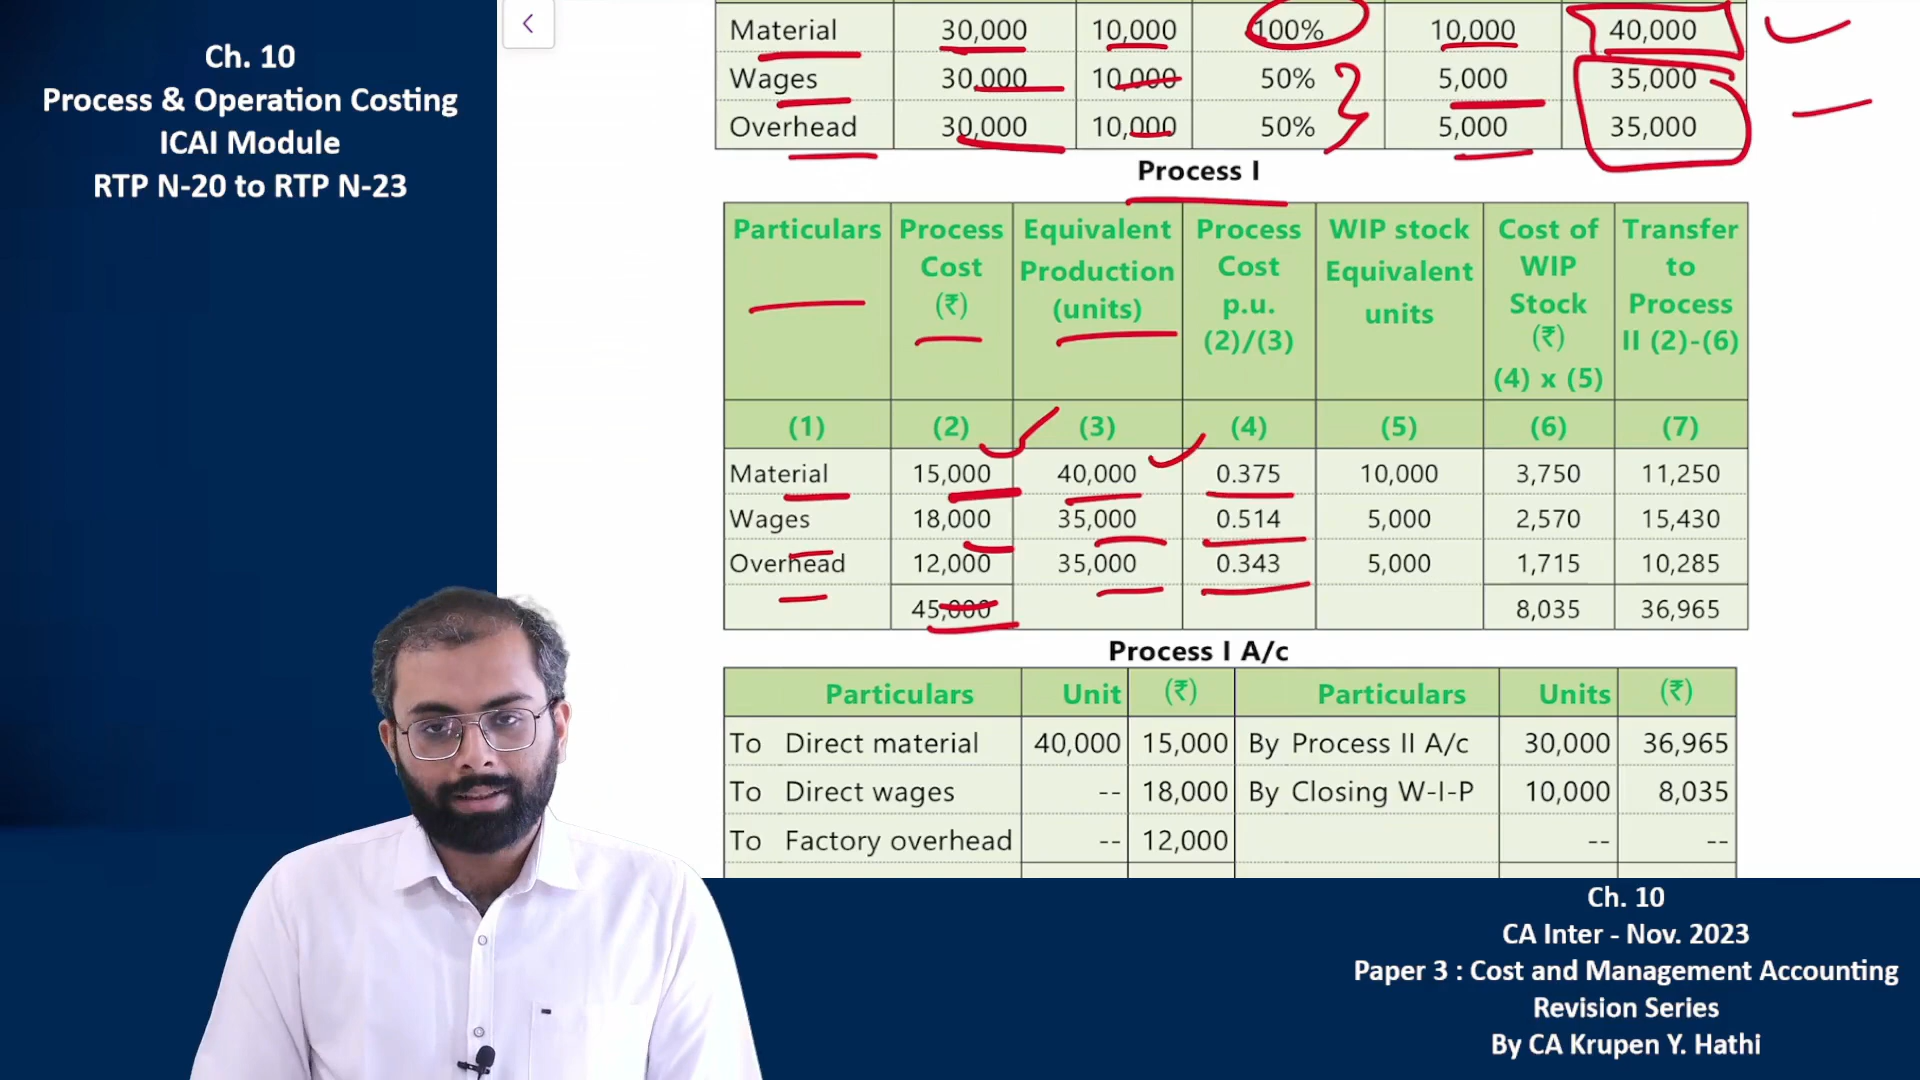 Ch. 10
Process & Operation Costing
ICAI Module
RTP N-20 to RTP N-23
Material 30,000 10,000 100% 10,000 40,000
Wages 30,000 10,000 50% 5,000 35,000
Overhead 30,000 10,000 50% 5,000 35,000
Process I
Particulars Process Cost (₹) Equivalent Production (units) Process Cost p.u. (2)/(3) WIP stock Equivalent units Cost of WIP Stock (₹) (4) x (5) Transfer to Process II (2)-(6)
(1) (2) (3) (4) (5) (6) (7)
Material 15,000 40,000 0.375 10,000 3,750 11,250
Wages 18,000 35,000 0.514 5,000 2,570 15,430
Overhead 12,000 35,000 0.343 5,000 1,715 10,285
45,000 8,035 36,965
Process I A/c
Particulars Unit (₹) Particulars Units (₹)
To Direct material 40,000 15,000 By Process II A/c 30,000 36,965
To Direct wages -- 18,000 By Closing W-I-P 10,000 8,035
To Factory overhead -- 12,000 -- --
Ch. 10
CA Inter - Nov. 2023
Paper 3 : Cost and Management Accounting
Revision Series
By CA Krupen Y. Hathi